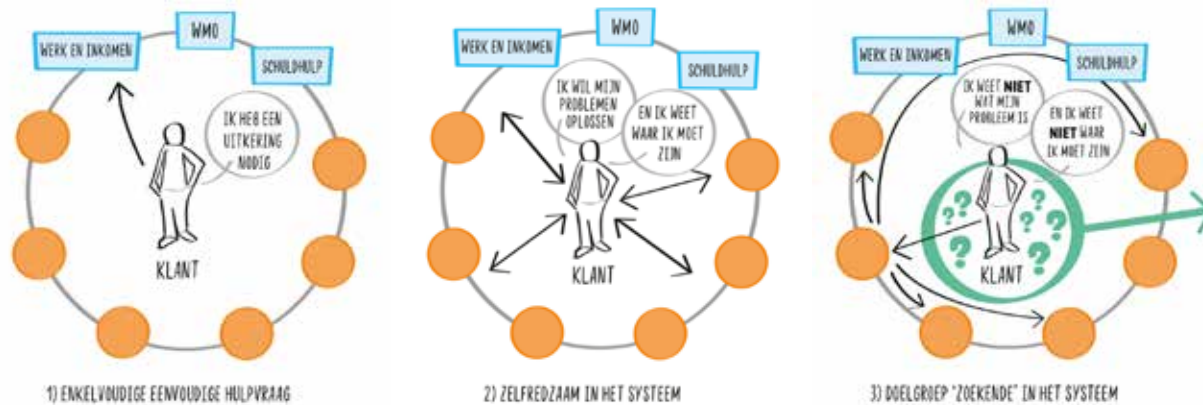 WERK EN INKOMEN
WMO
SCHULDHULP
IK HEB EEN
UITKERING
NODIG
KLANT
1) ENKELVOUDIGE EENVOUDIGE HULPVRAAG
WERK EN INKOMEN
WMO
SCHULDHULP
IK WIL MIJN
PROBLEMEN
OPLOSSEN
EN IK WEET
WAAR IK MOET
ZIJN
KLANT
2) ZELFREDZAAM IN HET SYSTEEM
WERK EN INKOMEN
WMO
SCHULDHULP
IK WEET NIET
WAT MIJN
PROBLEEM IS
EN IK WEET
NIET WAAR
IK MOET ZIJN
? ? ? ? ? ?
KLANT
3) DOELGROEP "ZOEKENDE" IN HET SYSTEEM